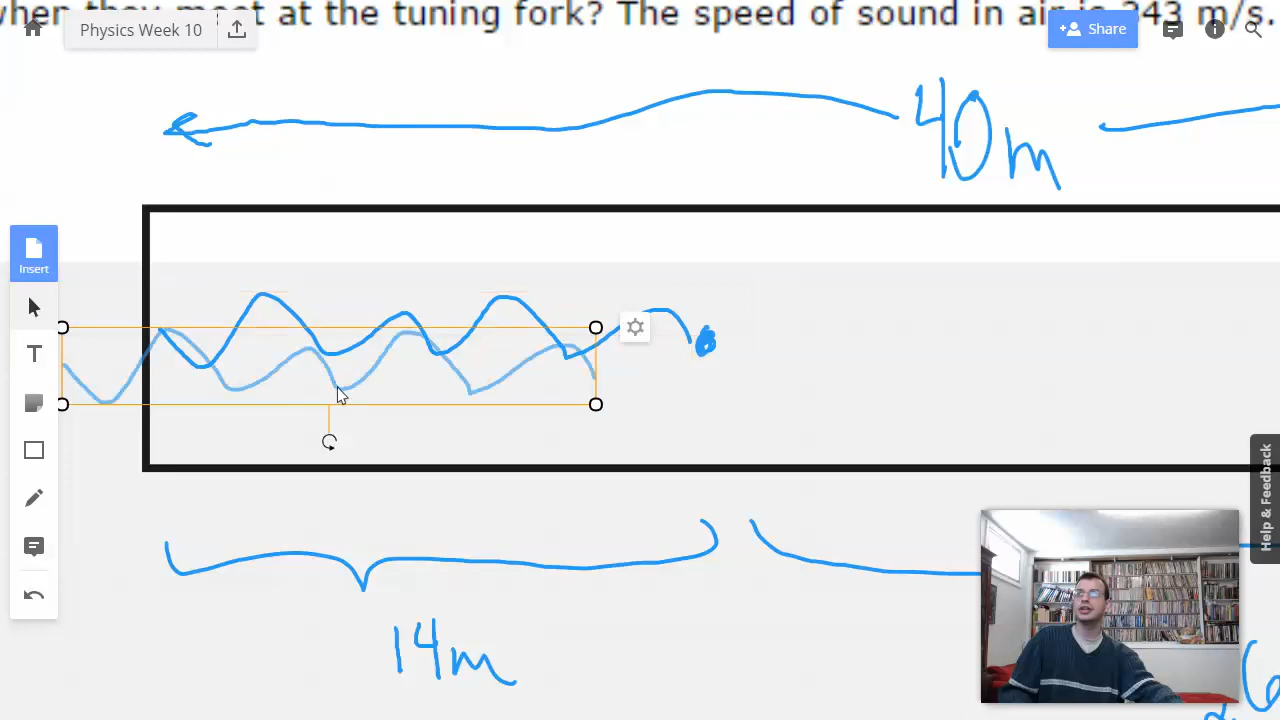 when they meet at the tuning fork? The speed of sound in air is 343 m/s.
Physics Week 10
Share
40m
Insert
T
Help & Feedback
14m